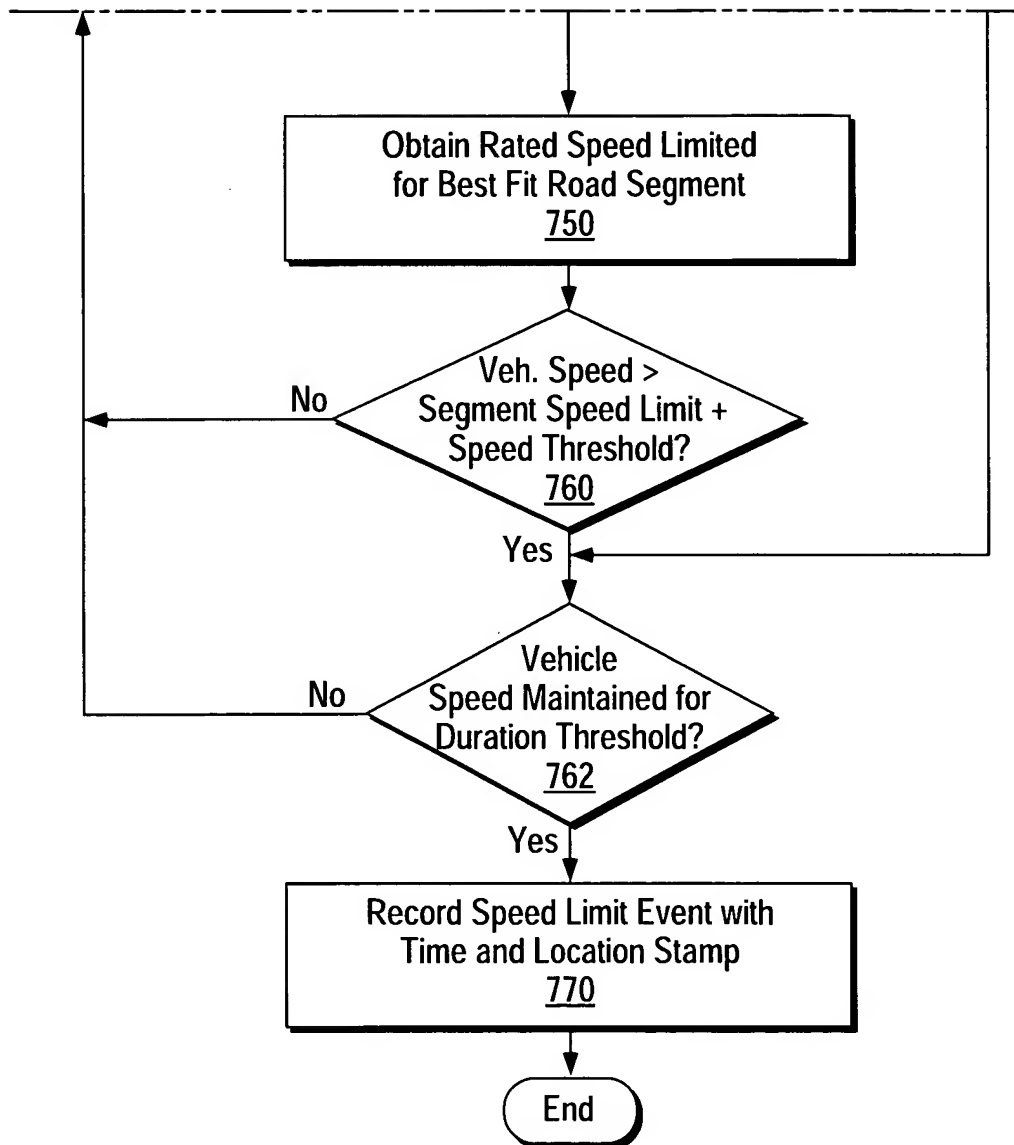 Obtain Rated Speed Limited
for Best Fit Road Segment
750
Veh. Speed >
Segment Speed Limit +
Speed Threshold?
760
No
Yes
Vehicle
Speed Maintained for
Duration Threshold?
762
No
Yes
Record Speed Limit Event with
Time and Location Stamp
770
End